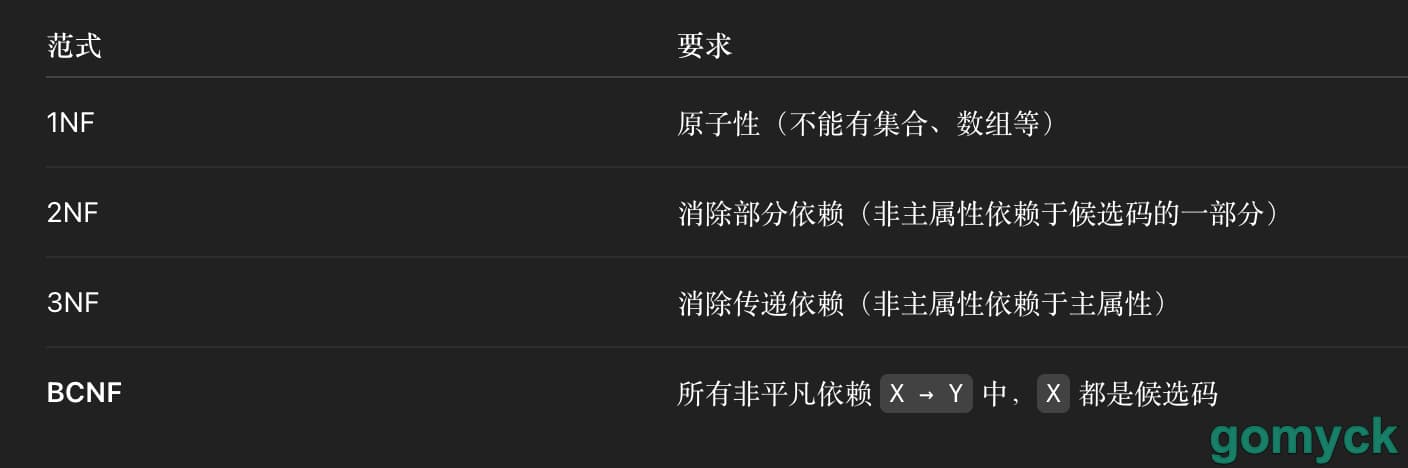 范式 要求
1NF 原子性（不能有集合、数组等）
2NF 消除部分依赖（非主属性依赖于候选码的一部分）
3NF 消除传递依赖（非主属性依赖于主属性）
BCNF 所有非平凡依赖 X → Y 中，X 都是候选码
gomyck